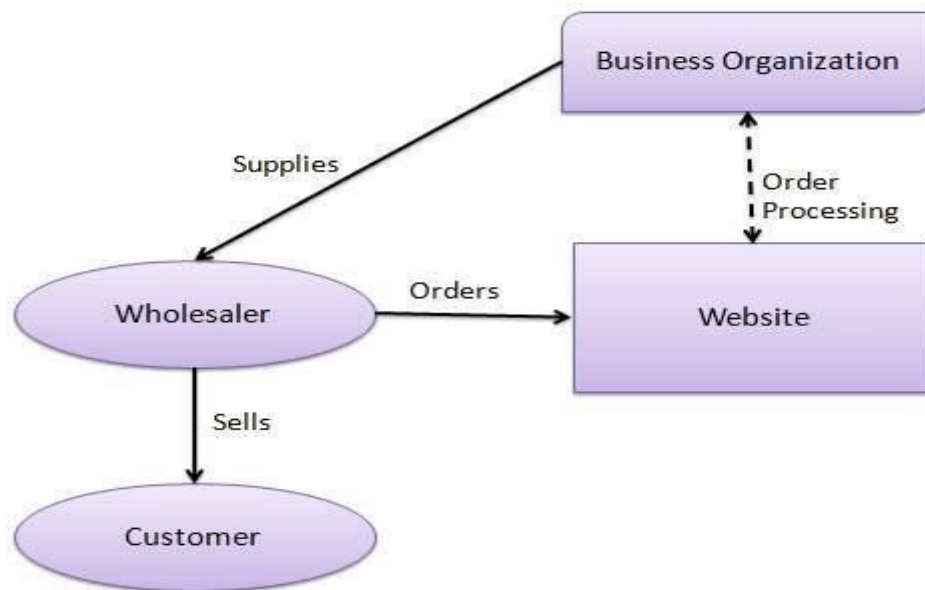 Business Organization
Supplies
Order
Processing
Wholesaler
Orders
Website
Sells
Customer